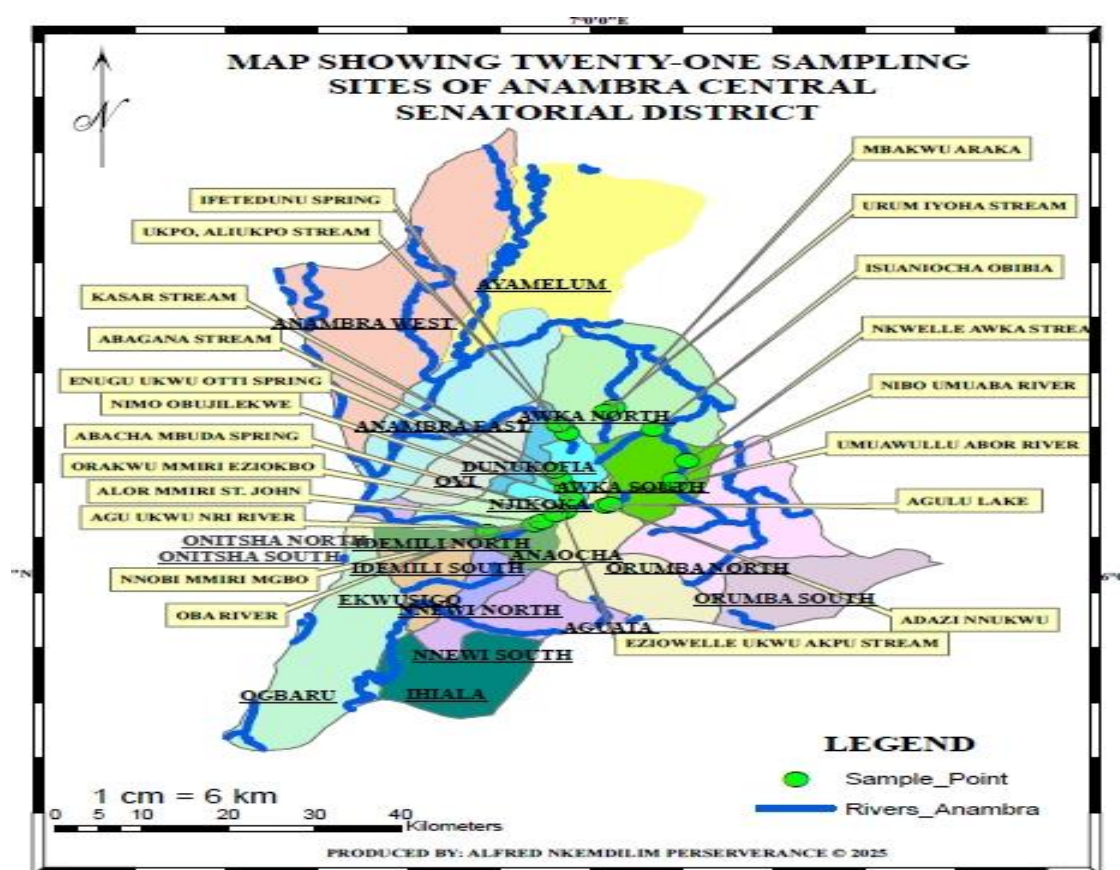 7°0'0"E
MAP SHOWING TWENTY-ONE SAMPLING
SITES OF ANAMBRA CENTRAL
SENATORIAL DISTRICT
N
MBAKWU ARAKA
IFETEDUNU SPRING
URUM IYOHA STREAM
UKPO, ALIUKPO STREAM
ISUANIOCHA OBIBIA
AYAMELUM
KASAR STREAM
ANAMBRA WEST
NKWELLE AWKA STREA
ABAGANA STREAM
ENUGU UKWU OTTI SPRING
NIBO UMUABA RIVER
NIMO OBUJILEKWE
AWKA NORTH
ANAMBRA EAST
ABACHA MBUDA SPRING
UMUAWULLU ABOR RIVER
ORAKWU MMIRI EZIOKBO
DUNUKOFIA
OYI
AWKA SOUTH
ALOR MMIRI ST. JOHN
NJIKOKA
AGULU LAKE
AGU UKWU NRI RIVER
ONITSHA NORTH
IDEMILI NORTH
ONITSHA SOUTH
ANAOCHA
IDEMILI SOUTH
ORUMBA NORTH
NNOBI MMIRI MGBO
EKWUSIGO
ORUMBA SOUTH
NNEWI NORTH
OBA RIVER
ADAZI NNUKWU
AGUATA
EZIOWELLE UKWU AKPU STREAM
NNEWI SOUTH
OGBARU
IHIALA
LEGEND
Sample_Point
Rivers_Anambra
1 cm = 6 km
0 5 10 20 30 40
Kilometers
PRODUCED BY: ALFRED NKEMDILIM PERSERVERANCE © 2025